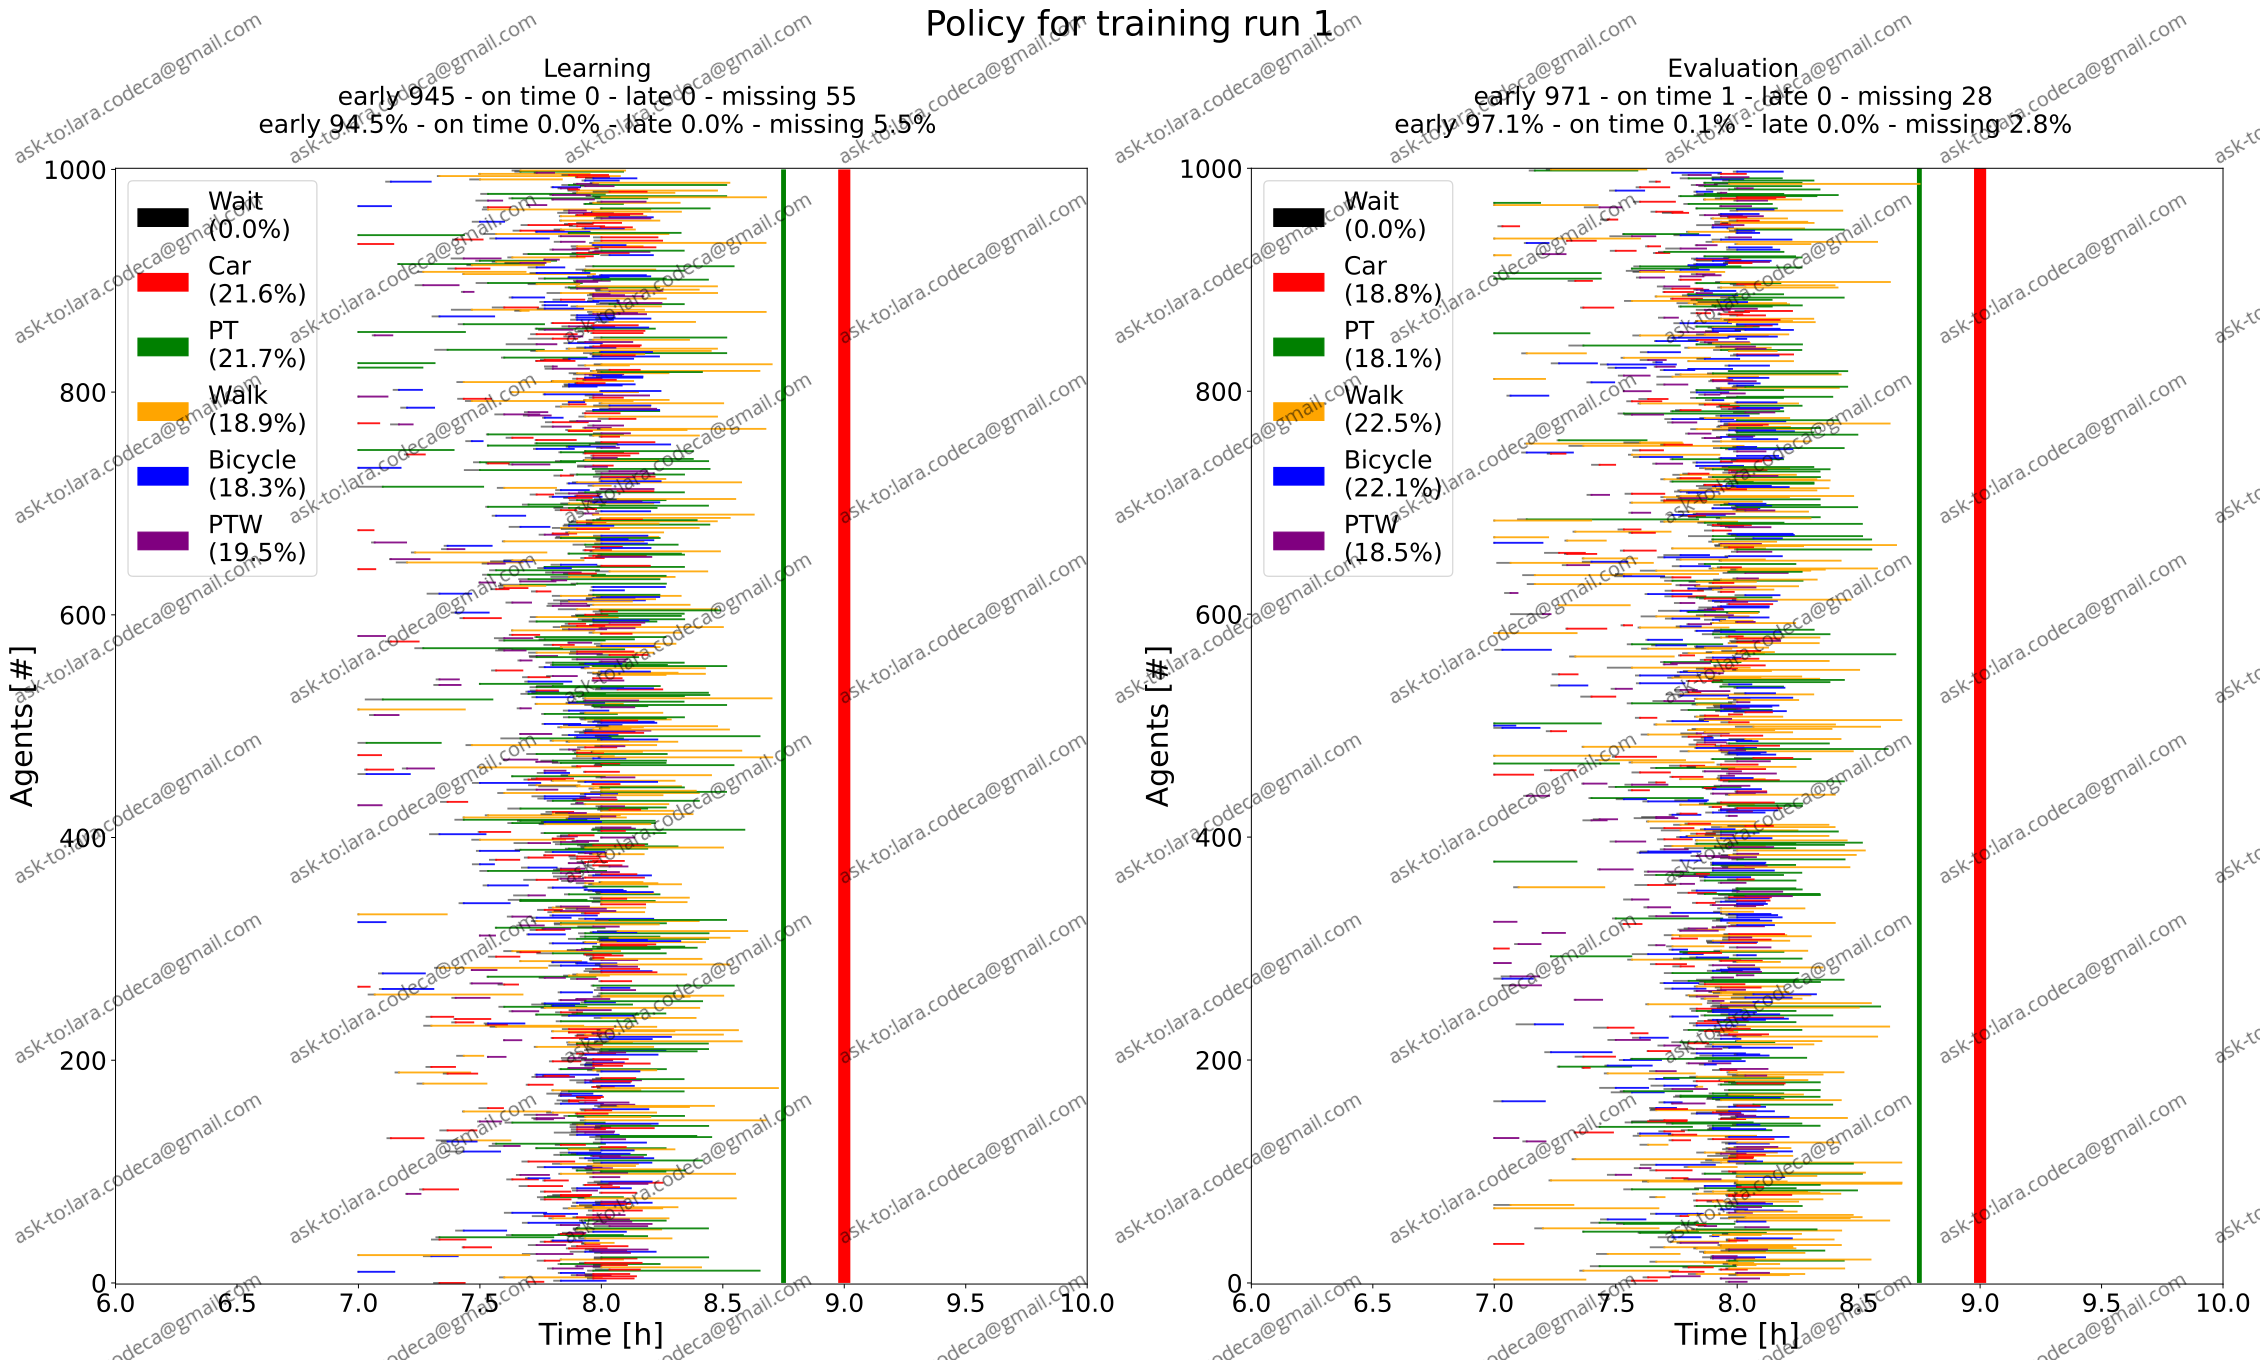 Policy for training run 1
Learning
early 945 - on time 0 - late 0 - missing 55
early 94.5% - on time 0.0% - late 0.0% - missing 5.5%
1000
800
600
400
200
0
Agents [#]
Wait
(0.0%)
Car
(21.6%)
PT
(21.7%)
Walk
(18.9%)
Bicycle
(18.3%)
PTW
(19.5%)
6.0 6.5 7.0 7.5 8.0 8.5 9.0 9.5 10.0
Time [h]
Evaluation
early 971 - on time 1 - late 0 - missing 28
early 97.1% - on time 0.1% - late 0.0% - missing 2.8%
1000
800
600
400
200
0
Agents [#]
Wait
(0.0%)
Car
(18.8%)
PT
(18.1%)
Walk
(22.5%)
Bicycle
(22.1%)
PTW
(18.5%)
6.0 6.5 7.0 7.5 8.0 8.5 9.0 9.5 10.0
Time [h]
ask-to:lara.codeca@gmail.com